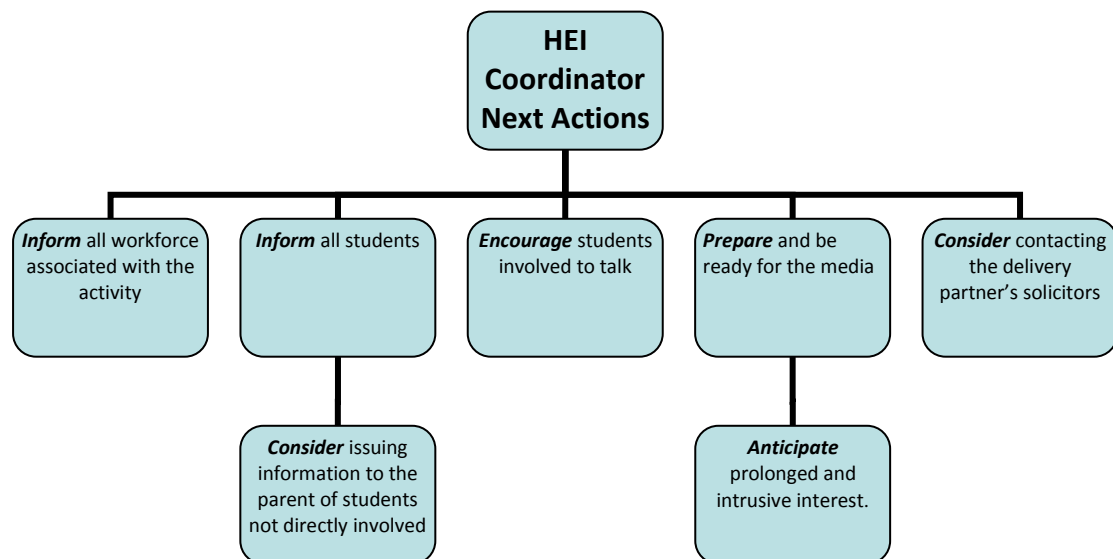 HEI
Coordinator
Next Actions
Inform all workforce
associated with the
activity
Inform all students
Encourage students
involved to talk
Prepare and be
ready for the media
Consider contacting
the delivery
partner’s solicitors
Consider issuing
information to the
parent of students
not directly involved
Anticipate
prolonged and
intrusive interest.